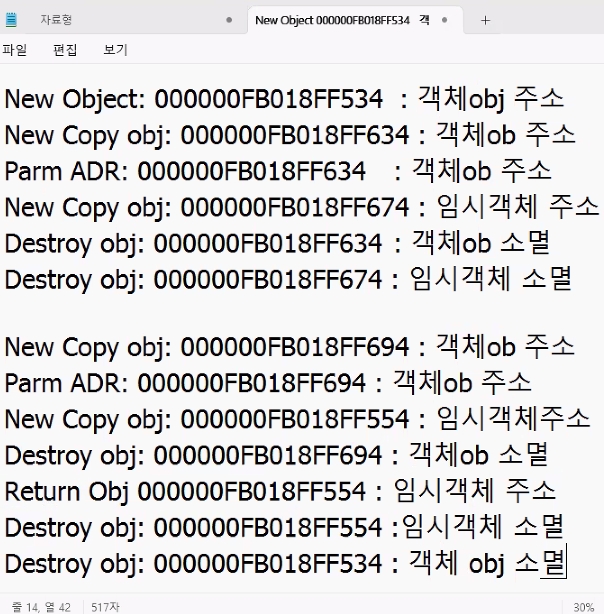 자료형
New Object 000000FB018FF534 객
파일 편집 보기
New Object: 000000FB018FF534 : 객체obj 주소
New Copy obj: 000000FB018FF634 : 객체ob 주소
Parm ADR: 000000FB018FF634 : 객체ob 주소
New Copy obj: 000000FB018FF674 : 임시객체 주소
Destroy obj: 000000FB018FF634 : 객체ob 소멸
Destroy obj: 000000FB018FF674 : 임시객체 소멸
New Copy obj: 000000FB018FF694 : 객체ob 주소
Parm ADR: 000000FB018FF694 : 객체ob 주소
New Copy obj: 000000FB018FF554 : 임시객체주소
Destroy obj: 000000FB018FF694 : 객체ob 소멸
Return Obj 000000FB018FF554 : 임시객체 주소
Destroy obj: 000000FB018FF554 :임시객체 소멸
Destroy obj: 000000FB018FF534 : 객체 obj 소멸
줄 14, 열 42 517자 30%